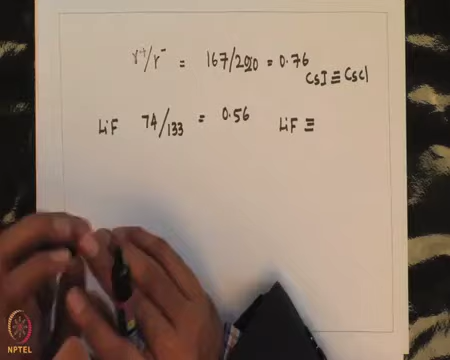 r⁺/r⁻ = 167/220 = 0.76
CsI ≡ CsCl
LiF 74/133 = 0.56 LiF ≡
NPTEL